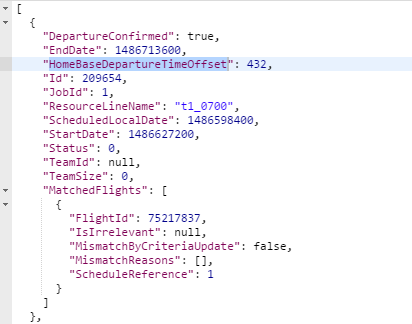 [
{
"DepartureConfirmed": true,
"EndDate": 1486713600,
"HomeBaseDepartureTimeOffset": 432,
"Id": 209654,
"JobId": 1,
"ResourceLineName": "t1_0700",
"ScheduledLocalDate": 1486598400,
"StartDate": 1486627200,
"Status": 0,
"TeamId": null,
"TeamSize": 0,
"MatchedFlights": [
{
"FlightId": 75217837,
"IsIrrelevant": null,
"MismatchByCriteriaUpdate": false,
"MismatchReasons": [],
"ScheduleReference": 1
}
]
},